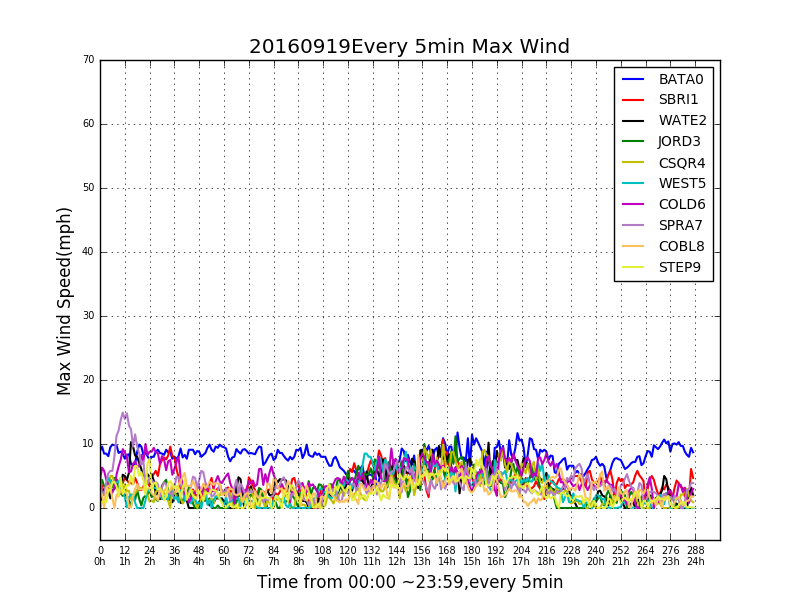 20160919Every 5min Max Wind
70
60
50
40
30
20
10
0
Max Wind Speed(mph)
BATA0
SBRI1
WATE2
JORD3
CSQR4
WEST5
COLD6
SPRA7
COBL8
STEP9
0 12 24 36 48 60 72 84 96 108 120 132 144 156 168 180 192 204 216 228 240 252 264 276 288
0h 1h 2h 3h 4h 5h 6h 7h 8h 9h 10h 11h 12h 13h 14h 15h 16h 17h 18h 19h 20h 21h 22h 23h 24h
Time from 00:00 ~23:59,every 5min